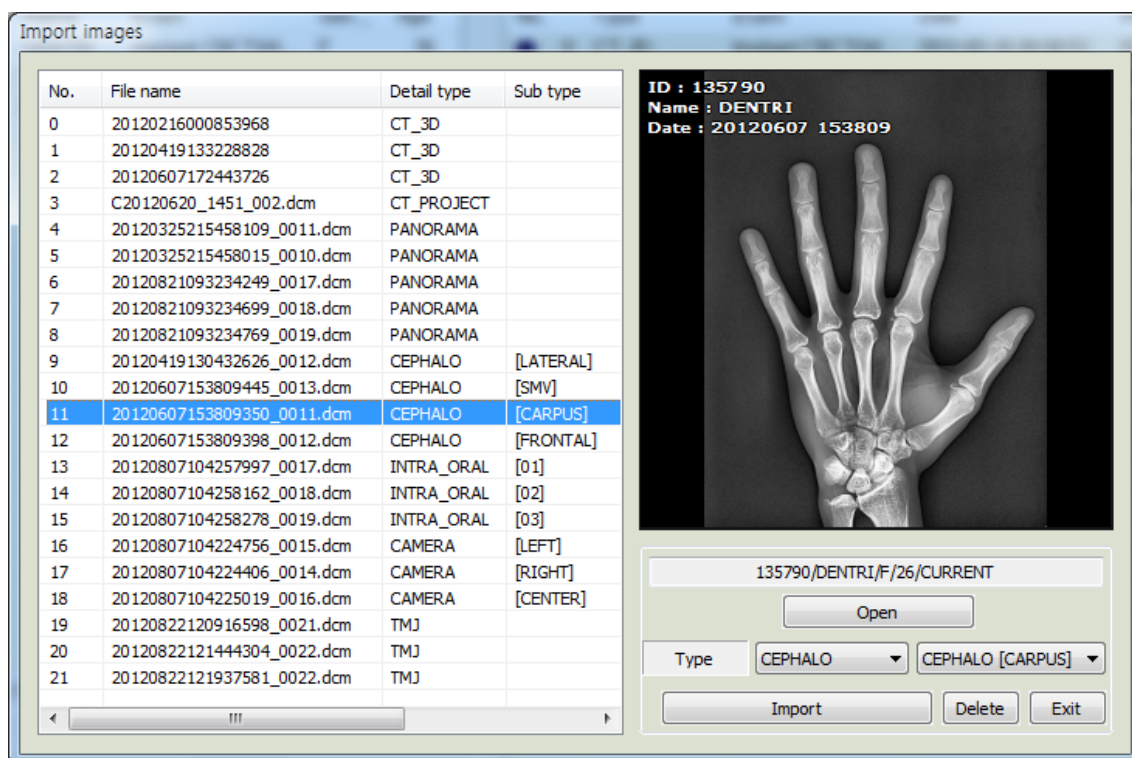 Import images
No. File name Detail type Sub type
0 20120216000853968 CT_3D
1 20120419133228828 CT_3D
2 20120607172443726 CT_3D
3 C20120620_1451_002.dcm CT_PROJECT
4 20120325215458109_0011.dcm PANORAMA
5 20120325215458015_0010.dcm PANORAMA
6 20120821093234249_0017.dcm PANORAMA
7 20120821093234699_0018.dcm PANORAMA
8 20120821093234769_0019.dcm PANORAMA
9 20120419130432626_0012.dcm CEPHALO [LATERAL]
10 20120607153809445_0013.dcm CEPHALO [SMV]
11 20120607153809350_0011.dcm CEPHALO [CARPUS]
12 20120607153809398_0012.dcm CEPHALO [FRONTAL]
13 20120807104257997_0017.dcm INTRA_ORAL [01]
14 20120807104258162_0018.dcm INTRA_ORAL [02]
15 20120807104258278_0019.dcm INTRA_ORAL [03]
16 20120807104224756_0015.dcm CAMERA [LEFT]
17 20120807104224406_0014.dcm CAMERA [RIGHT]
18 20120807104225019_0016.dcm CAMERA [CENTER]
19 20120822120916598_0021.dcm TMJ
20 20120822121444304_0022.dcm TMJ
21 20120822121937581_0022.dcm TMJ
ID : 135790
Name : DENTRI
Date : 20120607 153809
135790/DENTRI/F/26/CURRENT
Open
Type CEPHALO CEPHALO [CARPUS]
Import Delete Exit